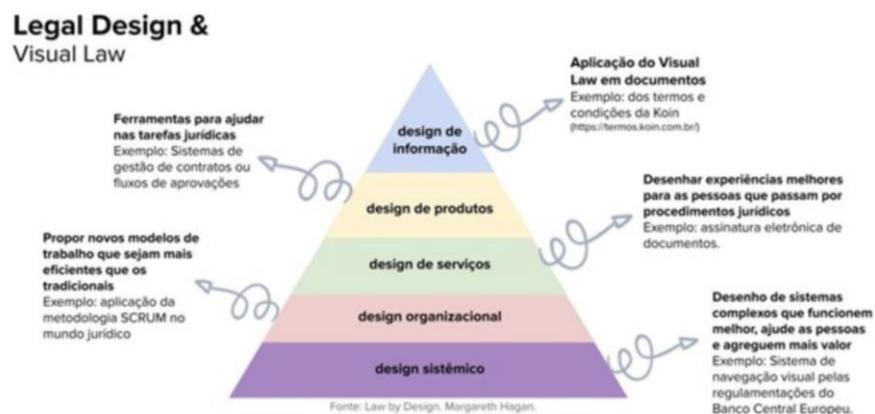 Legal Design &
Visual Law
Aplicação do Visual
Law em documentos
Exemplo: dos termos e
condições da Koin
(https://termos.koin.com.br/)
design de
informação
Ferramentas para ajudar
nas tarefas jurídicas
Exemplo: Sistemas de
gestão de contratos ou
fluxos de aprovações
design de produtos
Desenhar experiências melhores
para as pessoas que passam por
procedimentos jurídicos
Exemplo: assinatura eletrônica de
documentos.
design de serviços
Propor novos modelos de
trabalho que sejam mais
eficientes que os
tradicionais
Exemplo: aplicação da
metodologia SCRUM no
mundo jurídico
design organizacional
Desenho de sistemas
complexos que funcionem
melhor, ajude as pessoas
e agreguem mais valor
Exemplo: Sistema de
navegação visual pelas
regulamentações do
Banco Central Europeu.
design sistêmico
Fonte: Law by Design. Margareth Hagan.